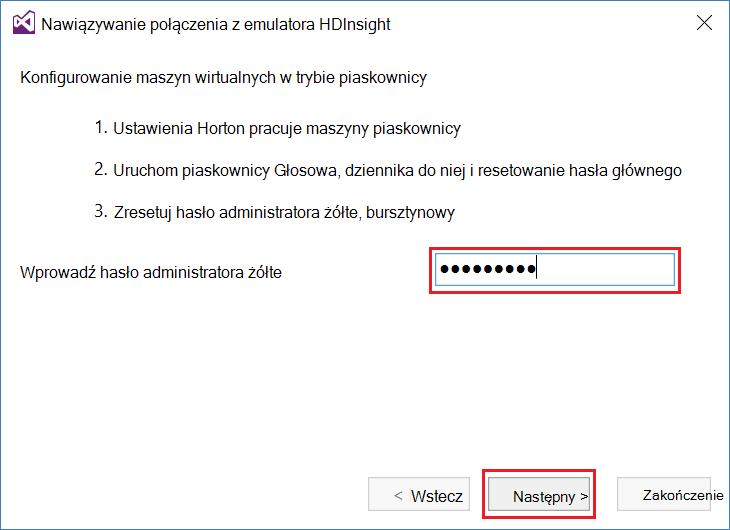 Nawiązywanie połączenia z emulatora HDInsight
Konfigurowanie maszyn wirtualnych w trybie piaskownicy
1. Ustawienia Horton pracuje maszyny piaskownicy
2. Uruchom piaskownicy Głosowa, dziennika do niej i resetowanie hasła głównego
3. Zresetuj hasło administratora żółte, bursztynowy
Wprowadź hasło administratora żółte ●●●●●●●●●
< Wstecz Następny > Zakończenie